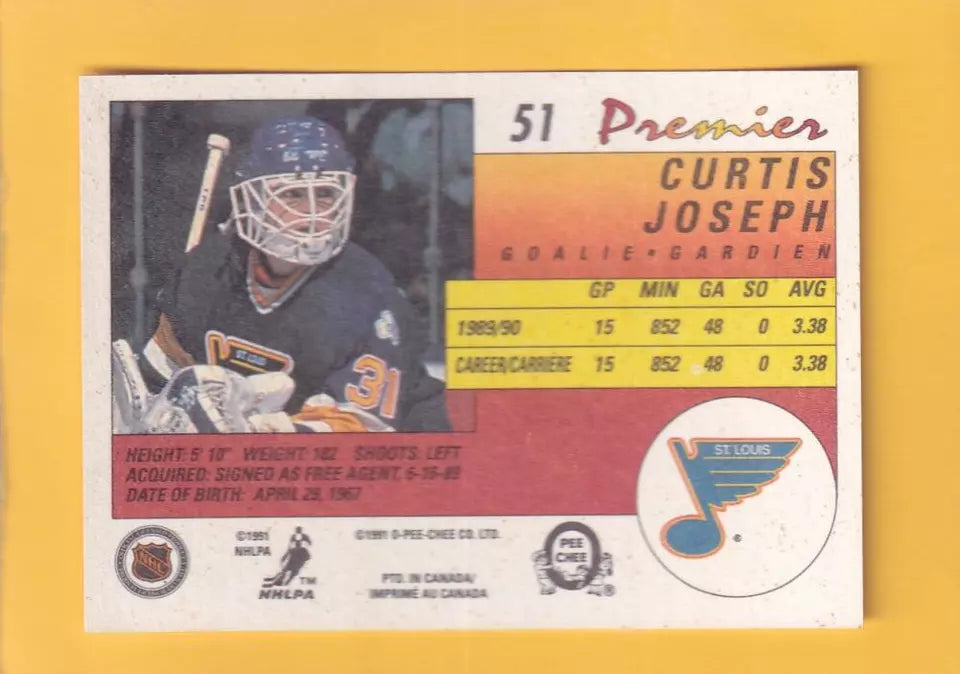 51 Premier
CURTIS
JOSEPH
GOALIE • GARDIEN
GP MIN GA SO AVG
1989/90 15 852 48 0 3.38
CAREER/CARRIÈRE 15 852 48 0 3.38
ST. LOUIS
31
HEIGHT: 5' 10" WEIGHT: 182 SHOOTS: LEFT
ACQUIRED: SIGNED AS FREE AGENT, 6-16-89
DATE OF BIRTH: APRIL 29, 1967
ST. LOUIS
®
NHL
©1991
NHLPA
TM
NHLPA
©1991 O-PEE-CHEE CO. LTD.
PTD. IN CANADA/
IMPRIMÉ AU CANADA
PEE
CHEE
®